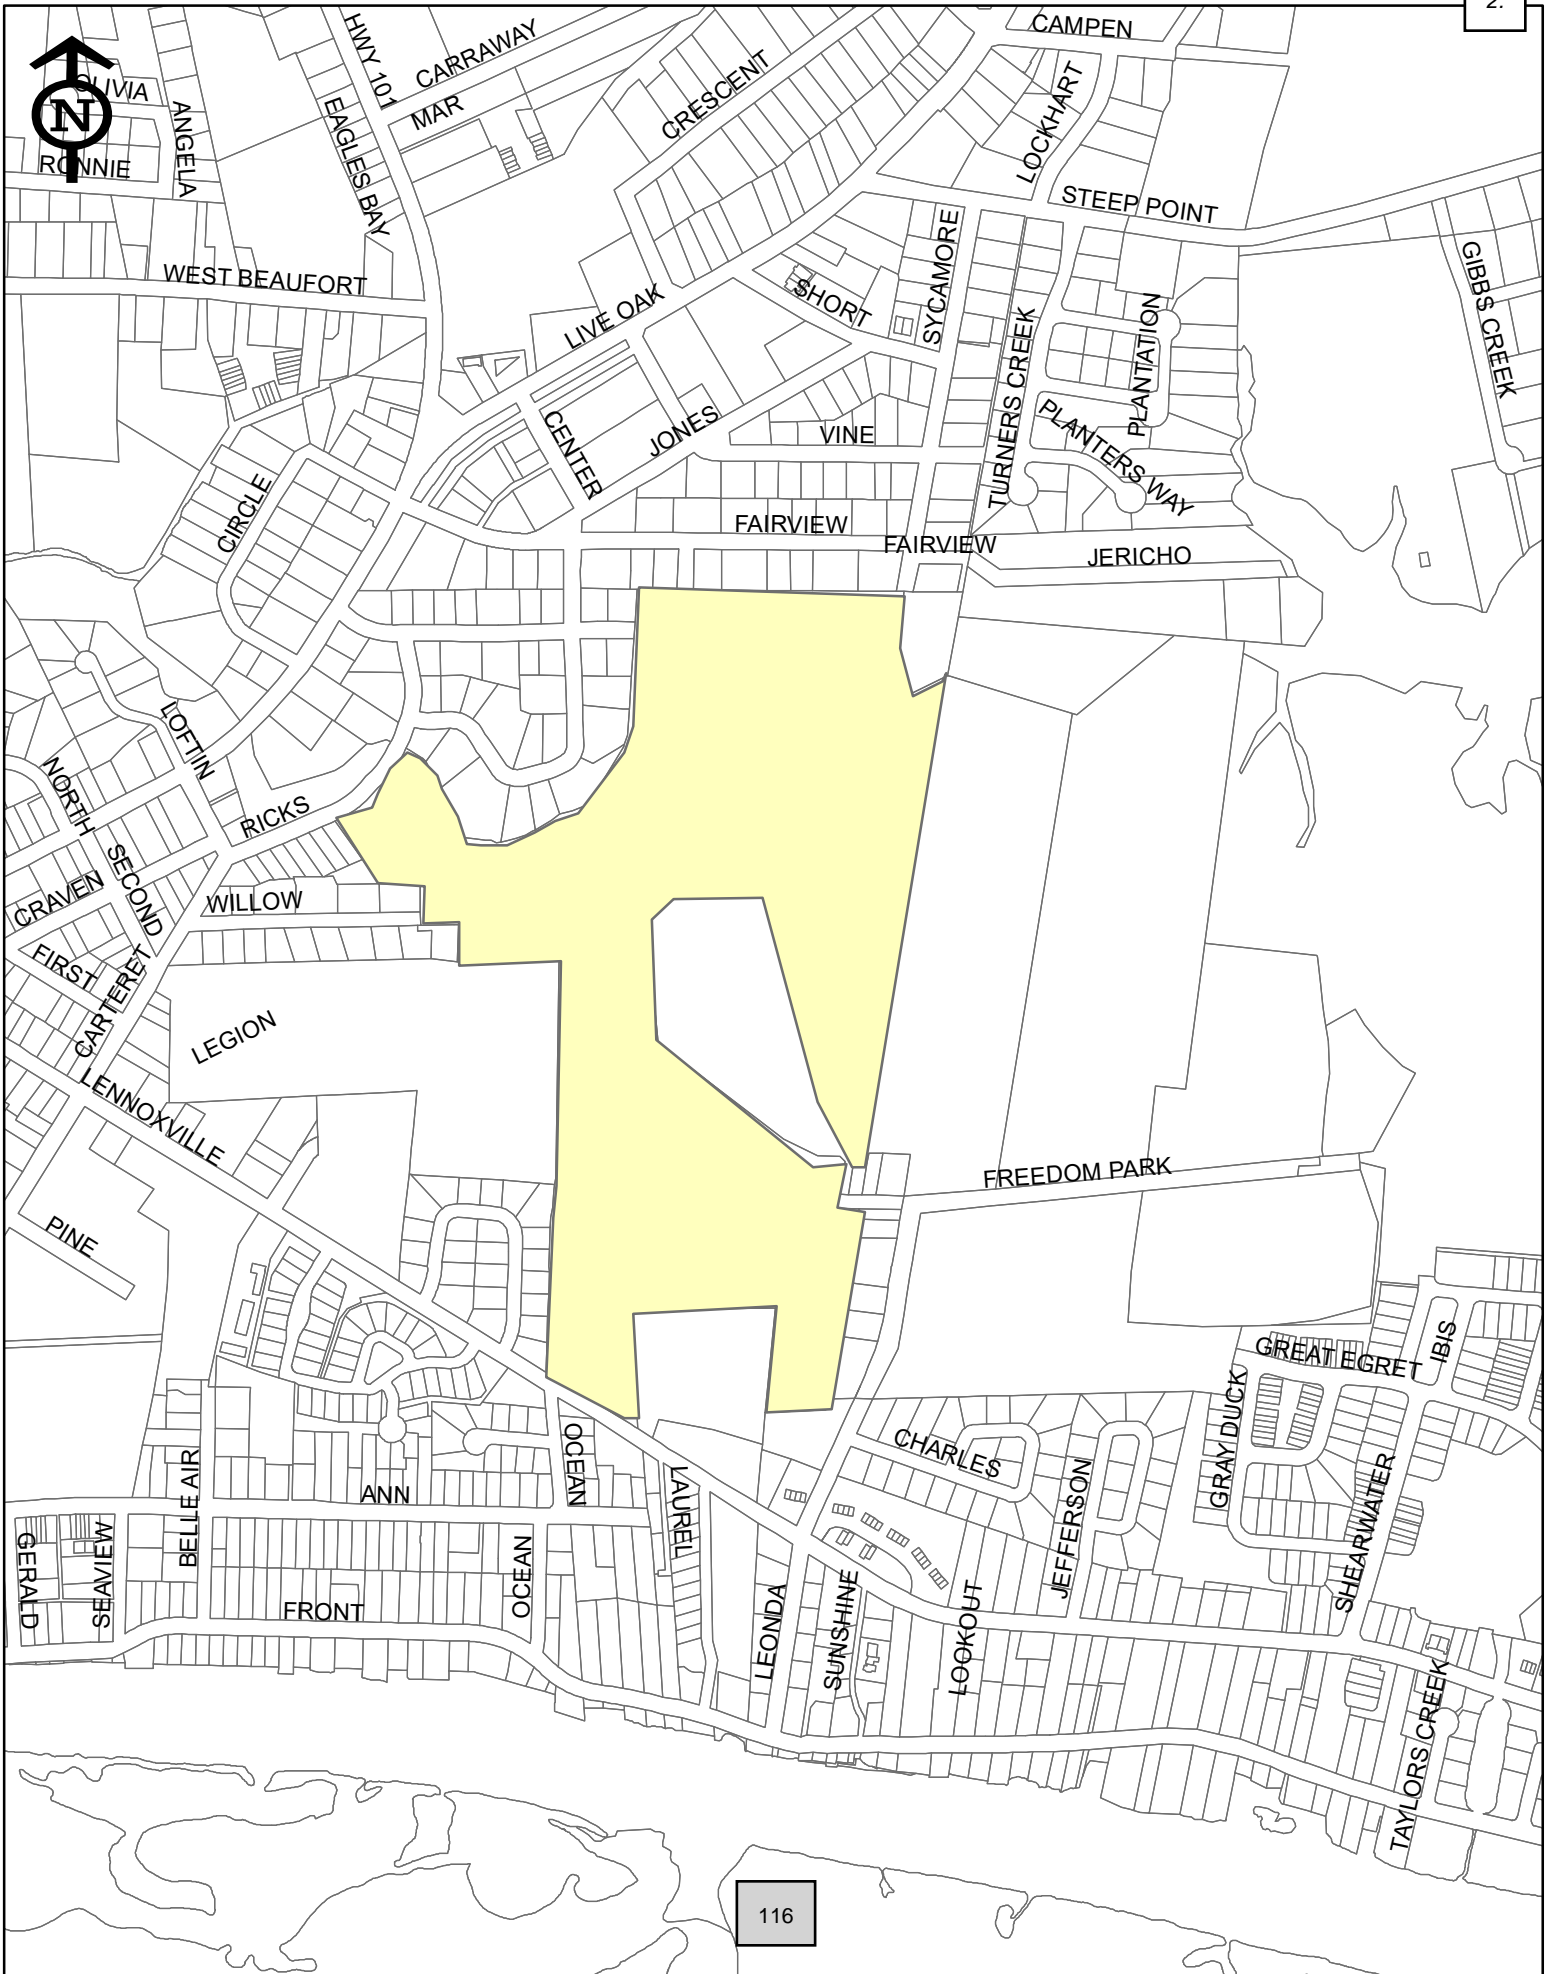 2.
CAMPEN
HWY 101
CARRAWAY
MAR
CRESCENT
LOCKHART
OLIVIA
N
ANGELA
EAGLES BAY
RONNIE
STEEP POINT
WEST BEAUFORT
LIVE OAK
SHORT
SYCAMORE
GIBBS CREEK
TURNERS CREEK
PLANTATION
CENTER
JONES
VINE
PLANTERS WAY
CIRCLE
FAIRVIEW
FAIRVIEW
JERICHO
LOFTIN
NORTH
RICKS
SECOND
CRAVEN
WILLOW
FIRST
CARTERET
LEGION
LENNOXVILLE
FREEDOM PARK
PINE
GREAT EGRET
IBIS
GRAY DUCK
CHARLES
OCEAN
BELLE AIR
ANN
LAUREL
JEFFERSON
SHEARWATER
GERALD
SEAVIEW
OCEAN
FRONT
LEONDA
SUNSHINE
LOOKOUT
TAYLORS CREEK
116